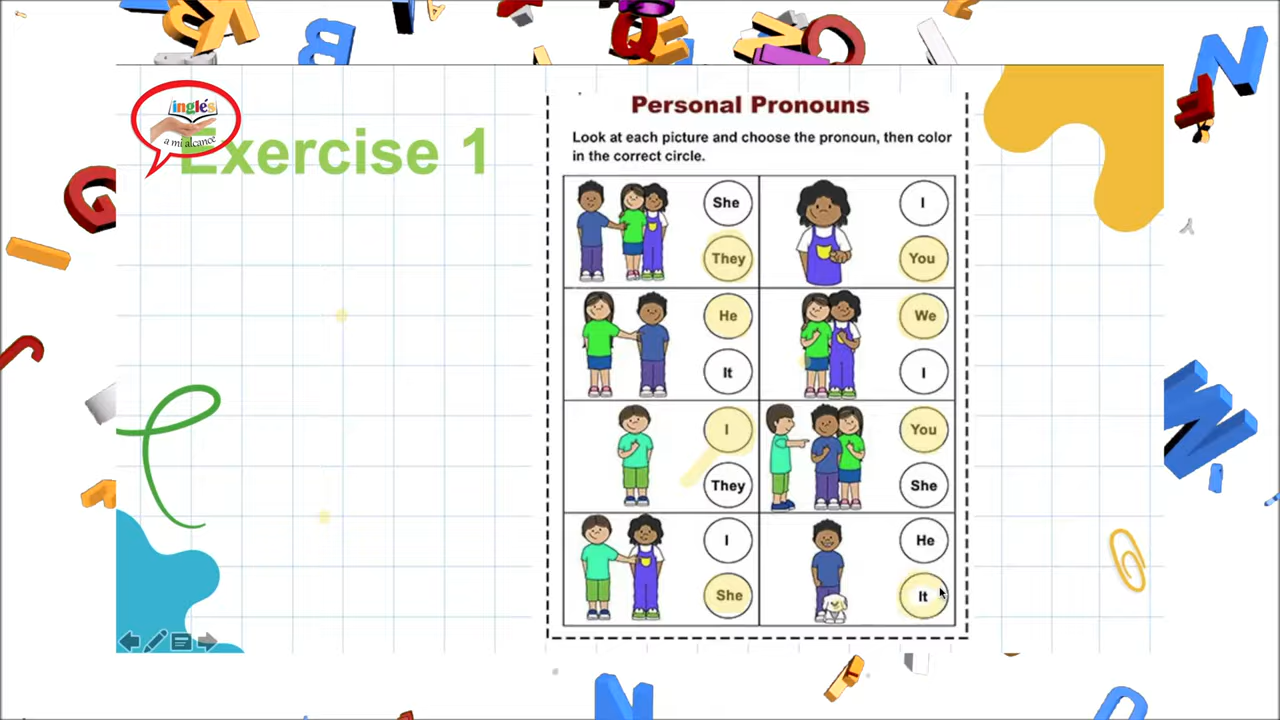 inglés
a mi alcance
Exercise 1
Personal Pronouns
Look at each picture and choose the pronoun, then color
in the correct circle.
She
They
I
You
He
It
We
I
I
They
You
She
I
She
He
It